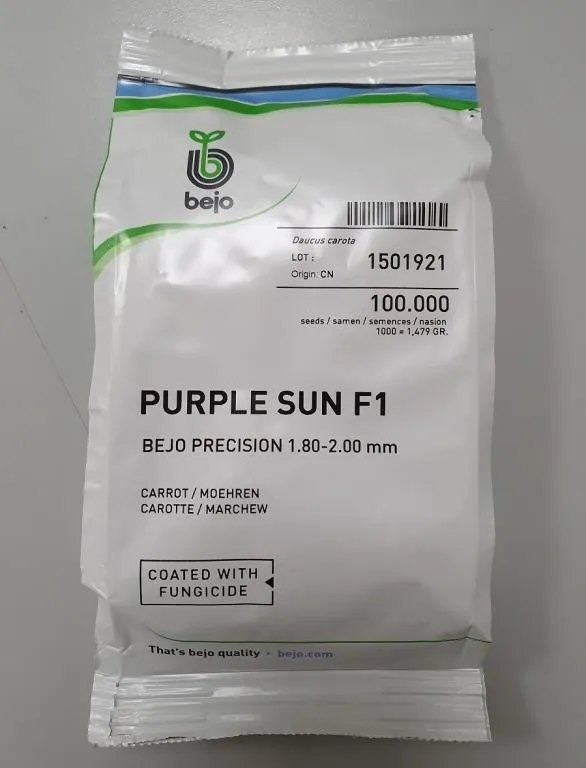 bejo
Daucus carota
LOT : 1501921
Origin: CN
100.000
seeds / samen / semences / nasion
1000 = 1,479 GR.
PURPLE SUN F1
BEJO PRECISION 1.80-2.00 mm
CARROT / MOEHREN
CAROTTE / MARCHEW
COATED WITH
FUNGICIDE
That's bejo quality • bejo.com